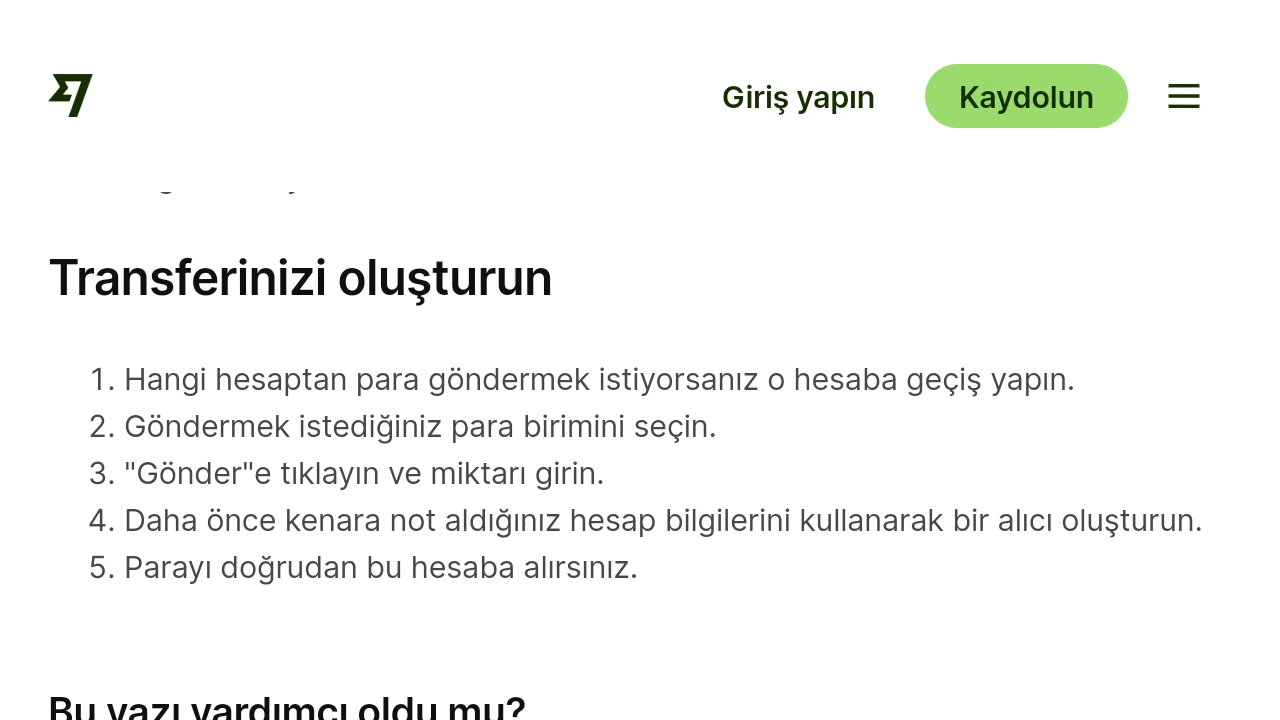 Giriş yapın
Kaydolun
Transferinizi oluşturun
1. Hangi hesaptan para göndermek istiyorsanız o hesaba geçiş yapın.
2. Göndermek istediğiniz para birimini seçin.
3. "Gönder"e tıklayın ve miktarı girin.
4. Daha önce kenara not aldığınız hesap bilgilerini kullanarak bir alıcı oluşturun.
5. Parayı doğrudan bu hesaba alırsınız.
Bu yazı yardımcı oldu mu?